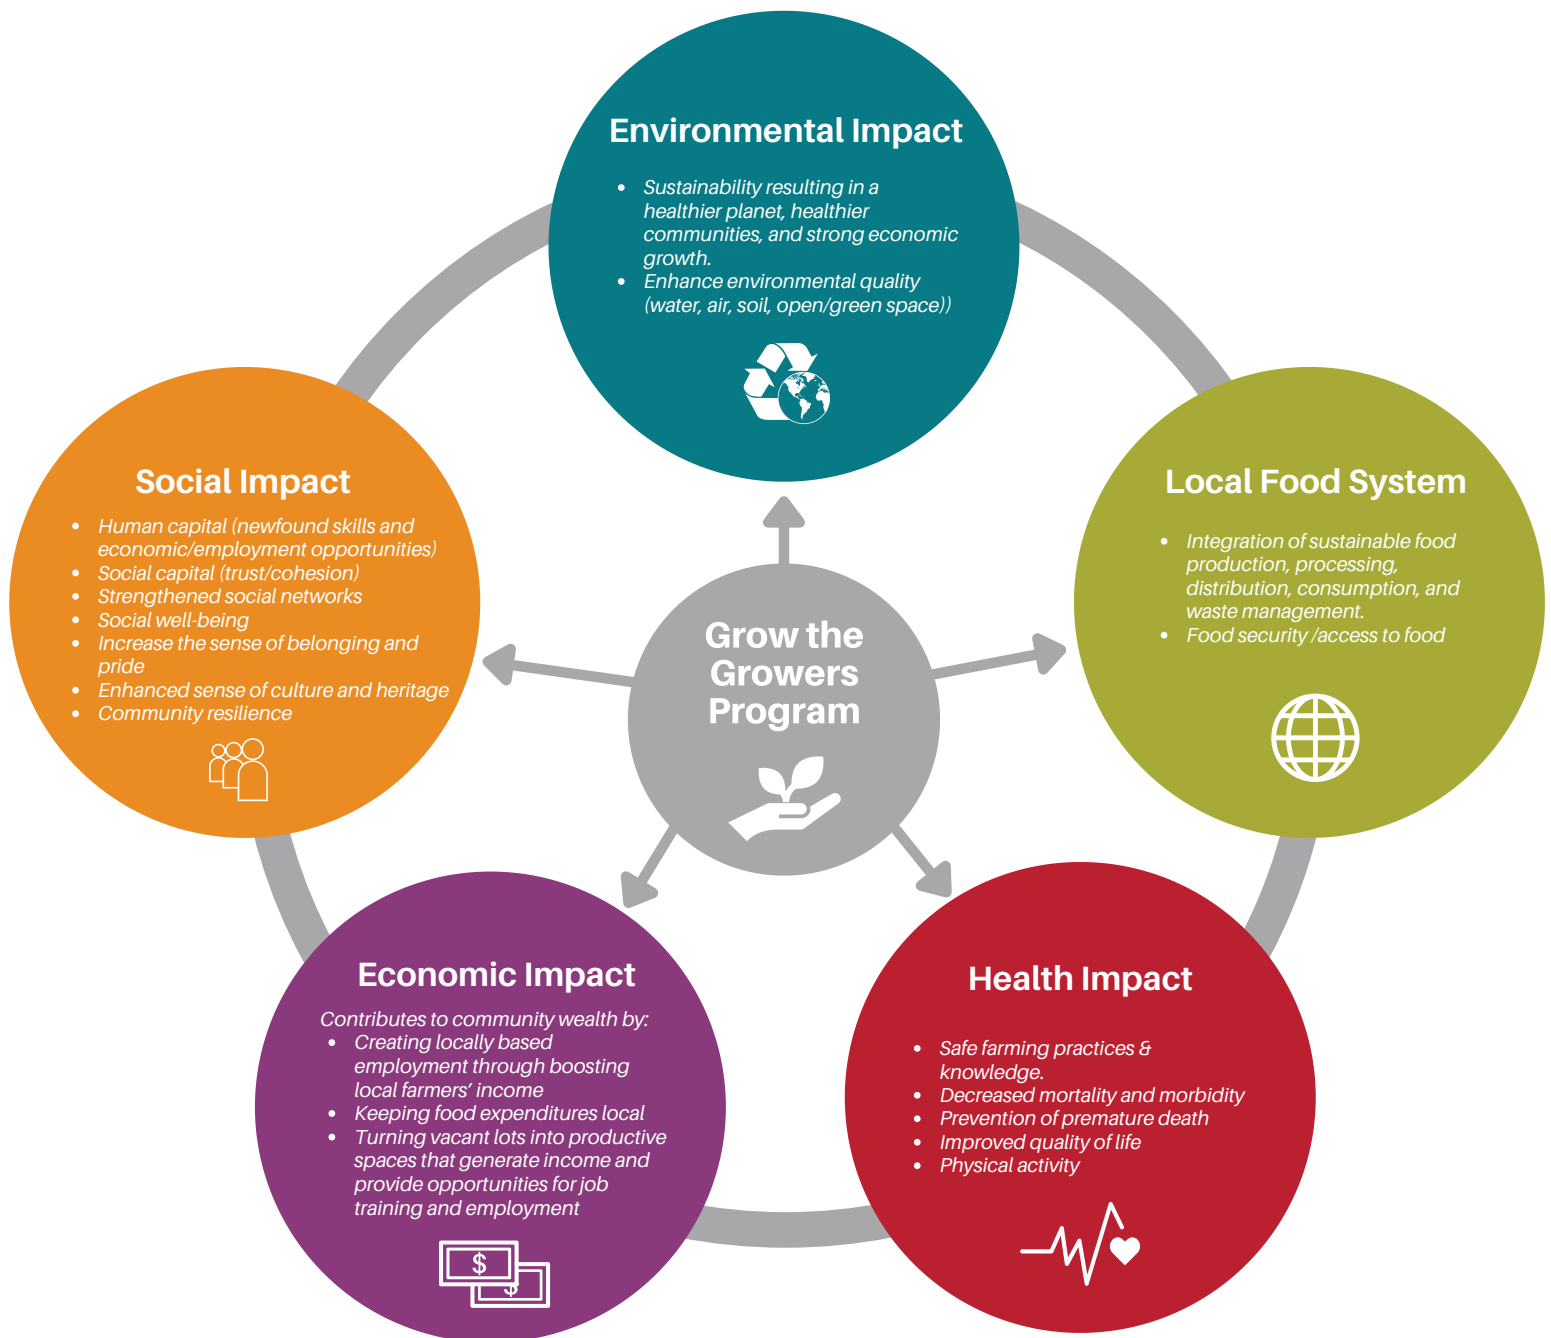 Environmental Impact
• Sustainability resulting in a
healthier planet, healthier
communities, and strong economic
growth.
• Enhance environmental quality
(water, air, soil, open/green space))
Social Impact
• Human capital (newfound skills and
economic/employment opportunities)
• Social capital (trust/cohesion)
• Strengthened social networks
• Social well-being
• Increase the sense of belonging and
pride
• Enhanced sense of culture and heritage
• Community resilience
Local Food System
• Integration of sustainable food
production, processing,
distribution, consumption, and
waste management.
• Food security /access to food
Grow the
Growers
Program
Economic Impact
Contributes to community wealth by:
• Creating locally based
employment through boosting
local farmers’ income
• Keeping food expenditures local
• Turning vacant lots into productive
spaces that generate income and
provide opportunities for job
training and employment
$
$
Health Impact
• Safe farming practices &
knowledge.
• Decreased mortality and morbidity
• Prevention of premature death
• Improved quality of life
• Physical activity